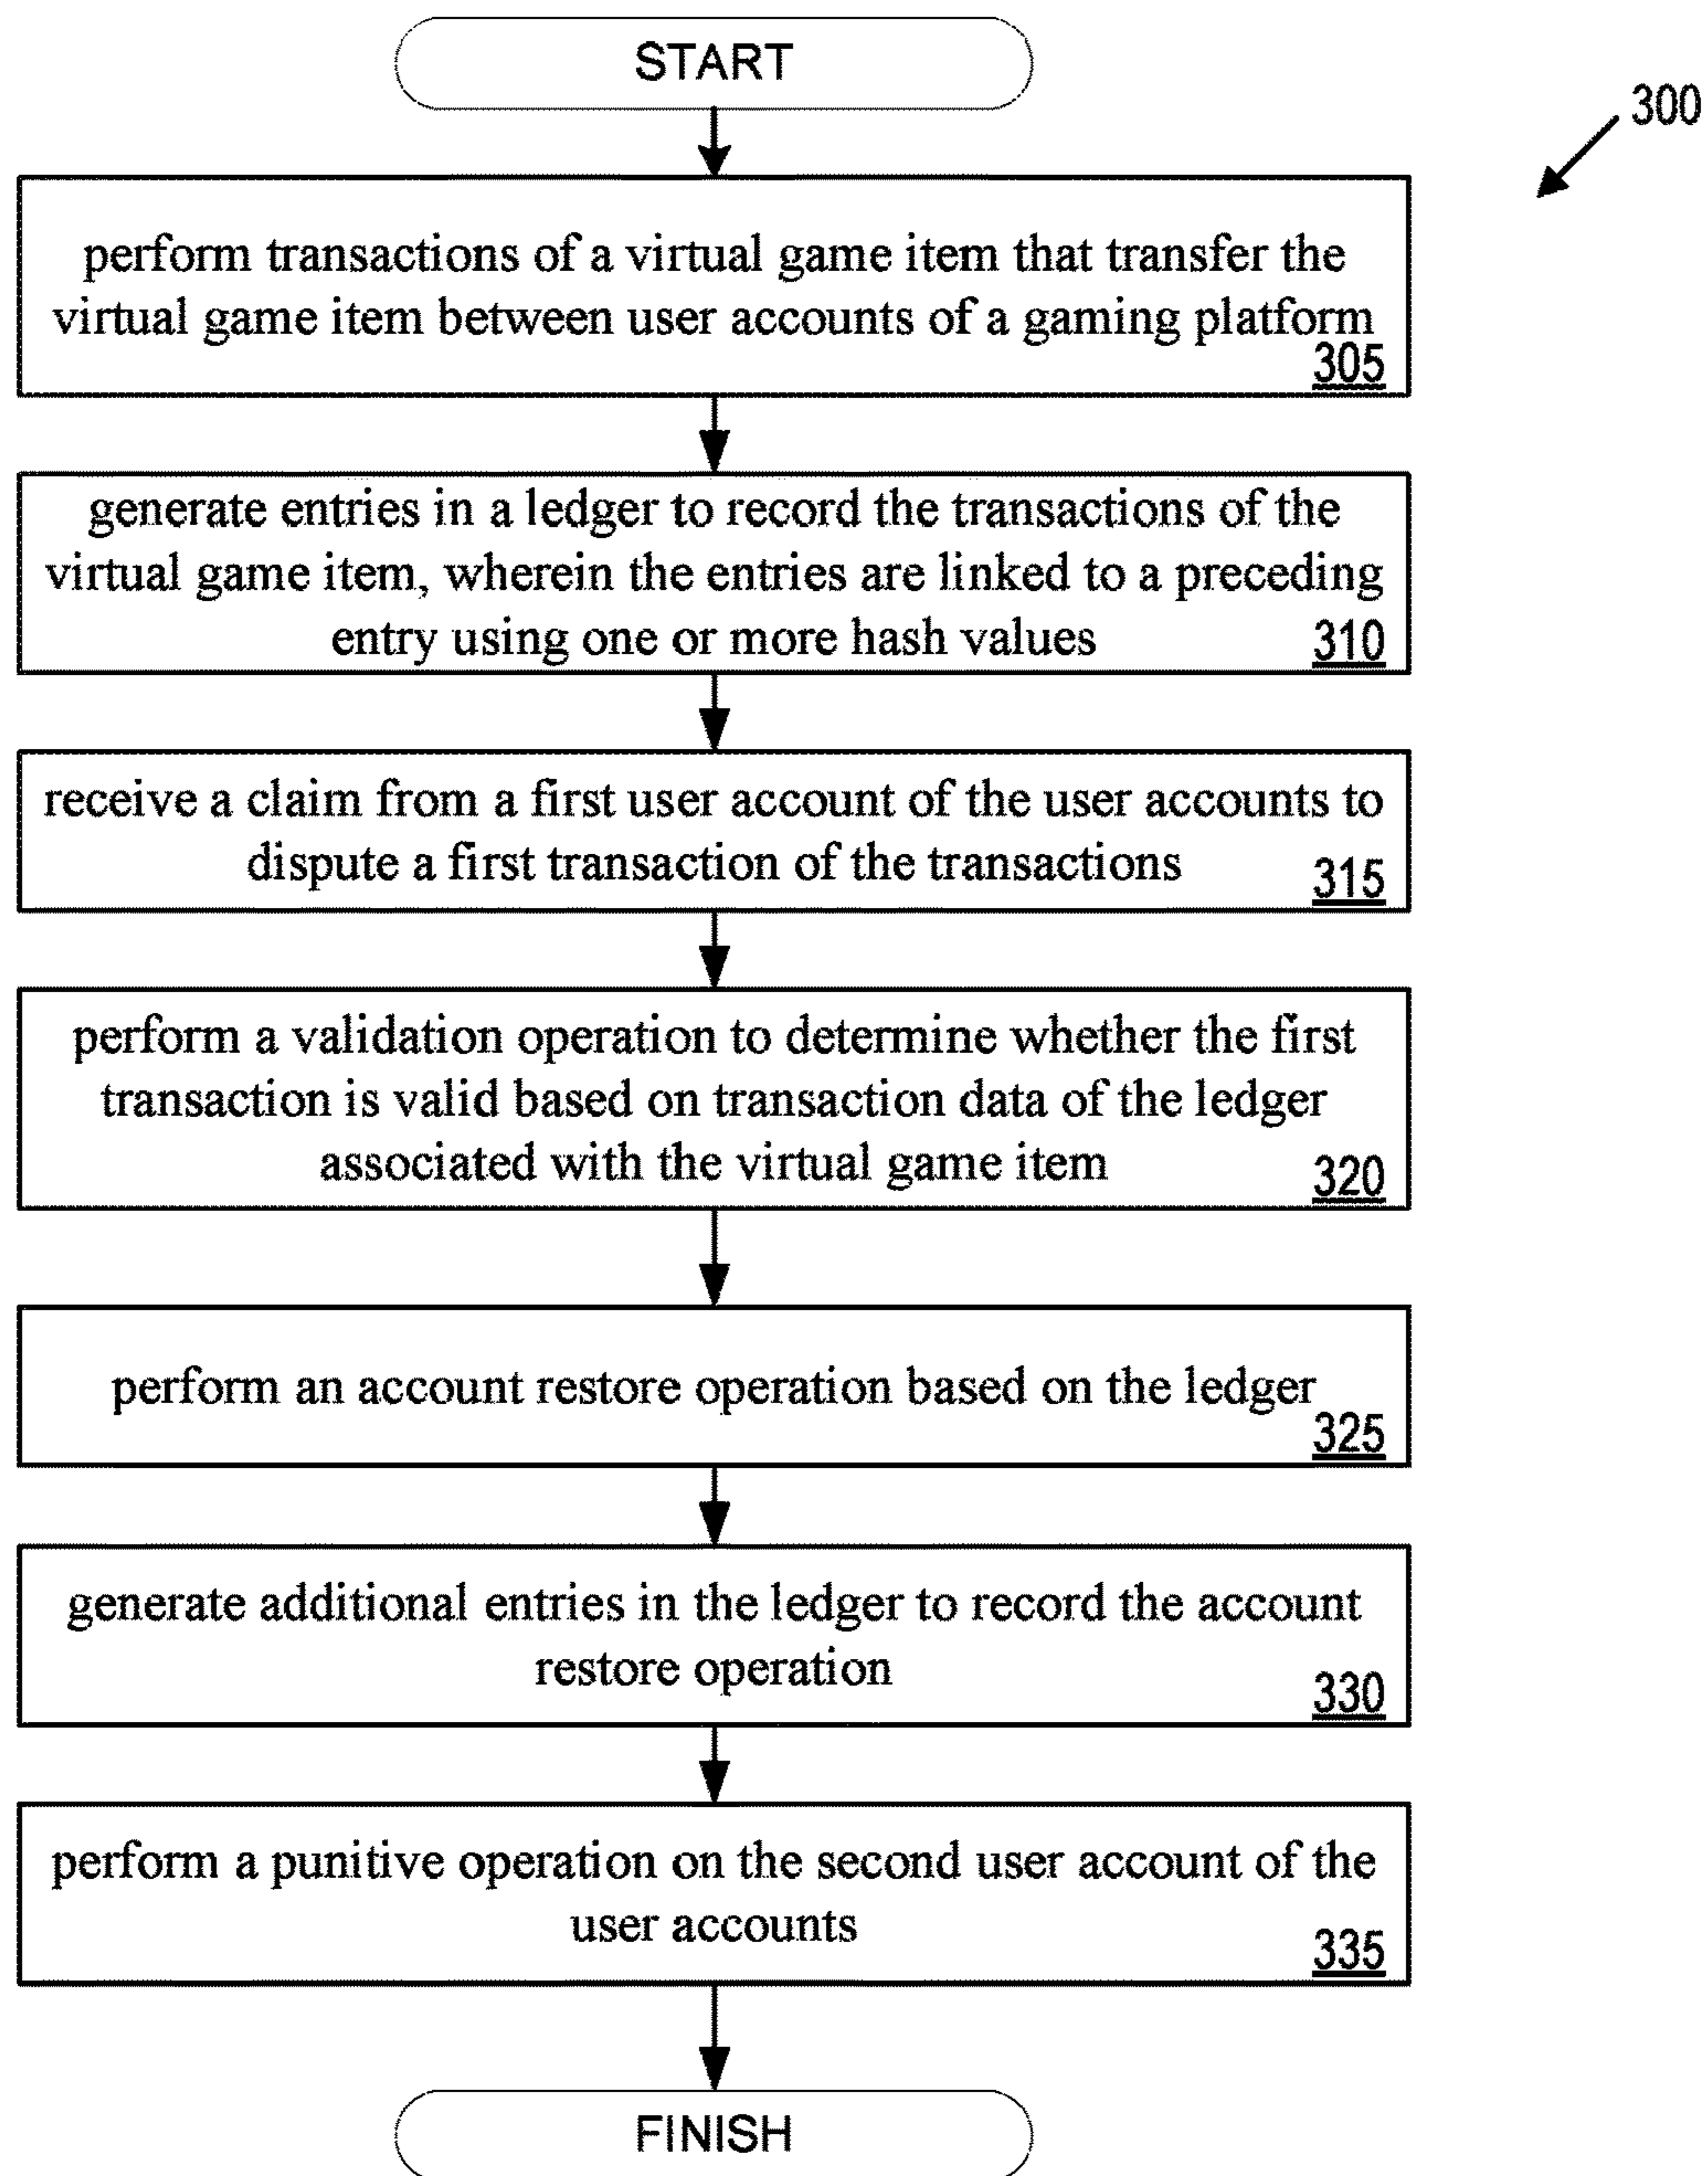 START
300
perform transactions of a virtual game item that transfer the
virtual game item between user accounts of a gaming platform
305
generate entries in a ledger to record the transactions of the
virtual game item, wherein the entries are linked to a preceding
entry using one or more hash values
310
receive a claim from a first user account of the user accounts to
dispute a first transaction of the transactions
315
perform a validation operation to determine whether the first
transaction is valid based on transaction data of the ledger
associated with the virtual game item
320
perform an account restore operation based on the ledger
325
generate additional entries in the ledger to record the account
restore operation
330
perform a punitive operation on the second user account of the
user accounts
335
FINISH